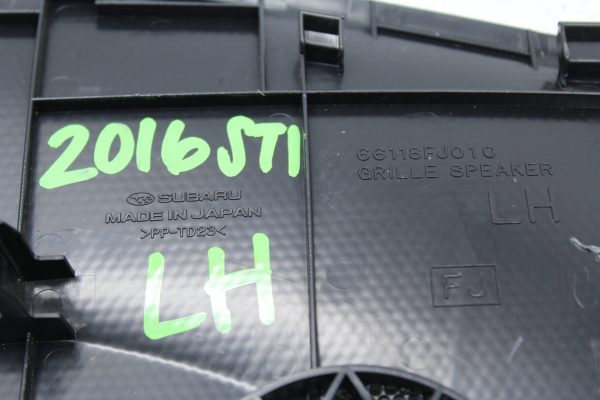 2016 STI
SUBARU
MADE IN JAPAN
>PP-TD23<
LH
66118FJ010
GRILLE SPEAKER
LH
FJ